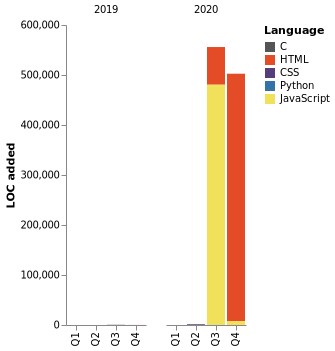 2019
2020
600,000
500,000
400,000
300,000
200,000
100,000
0
LOC added
Q1
Q2
Q3
Q4
Q1
Q2
Q3
Q4
Language
C
HTML
CSS
Python
JavaScript